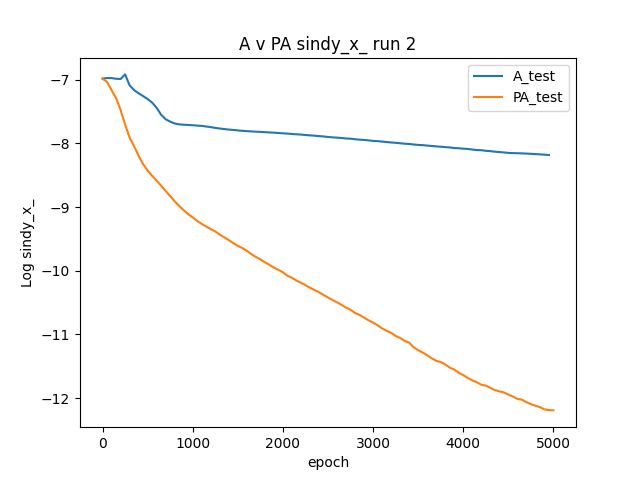 A v PA sindy_x_ run 2
A_test
PA_test
Log sindy_x_
−7
−8
−9
−10
−11
−12
0
1000
2000
3000
4000
5000
epoch